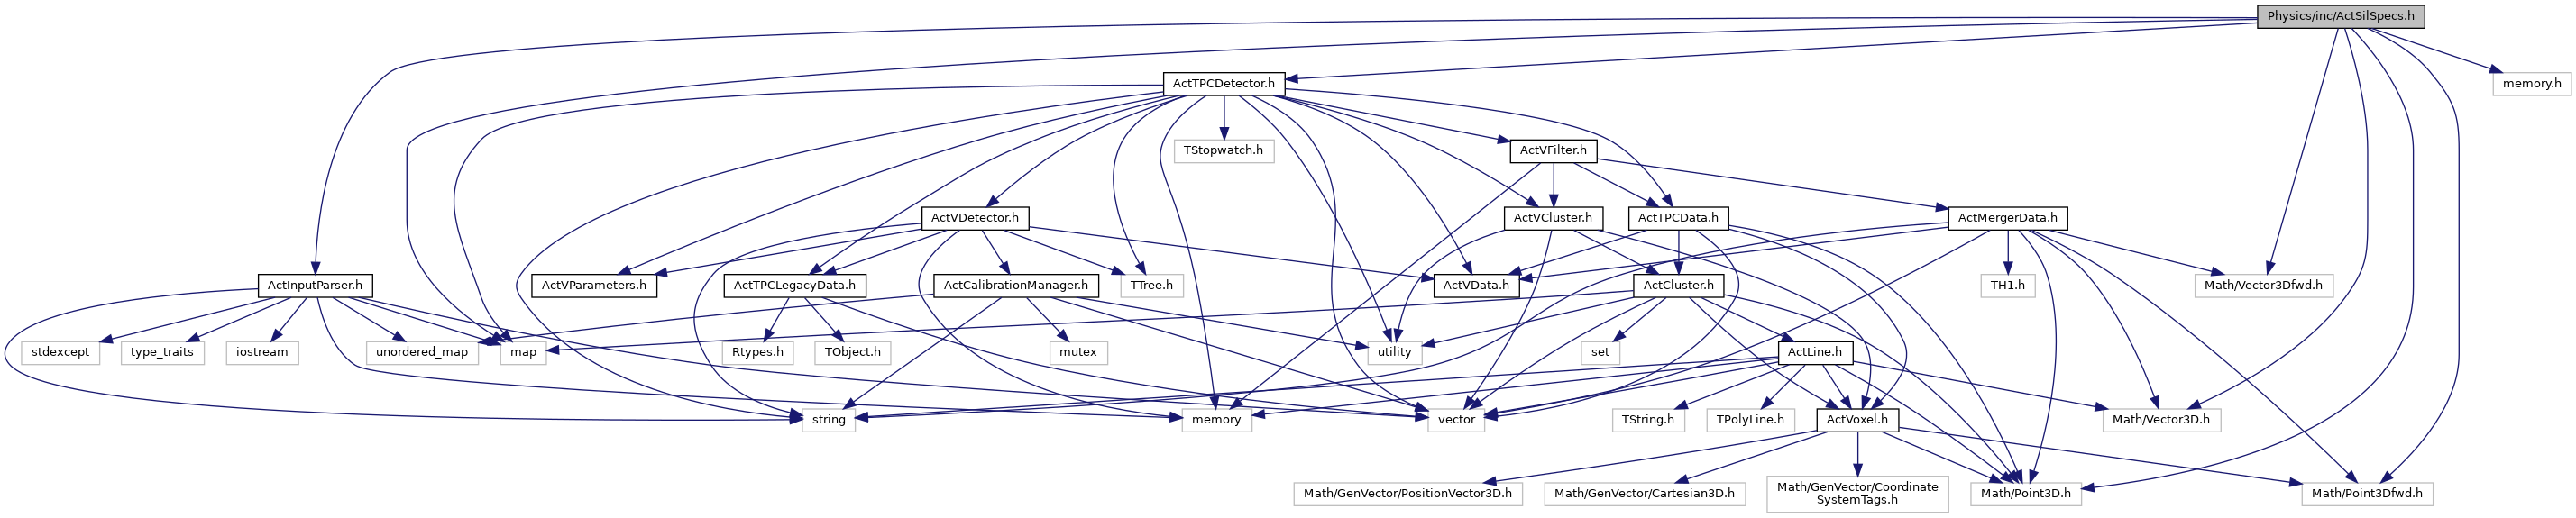 Physics/inc/ActSilSpecs.h
ActTPCDetector.h
memory.h
TStopwatch.h
ActVFilter.h
ActVDetector.h
ActVCluster.h
ActTPCData.h
ActMergerData.h
ActInputParser.h
ActVParameters.h
ActTPCLegacyData.h
ActCalibrationManager.h
TTree.h
ActVData.h
ActCluster.h
TH1.h
Math/Vector3Dfwd.h
stdexcept
type_traits
iostream
unordered_map
map
Rtypes.h
TObject.h
mutex
utility
set
ActLine.h
string
memory
vector
TString.h
TPolyLine.h
ActVoxel.h
Math/Vector3D.h
Math/GenVector/PositionVector3D.h
Math/GenVector/Cartesian3D.h
Math/GenVector/Coordinate
SystemTags.h
Math/Point3D.h
Math/Point3Dfwd.h